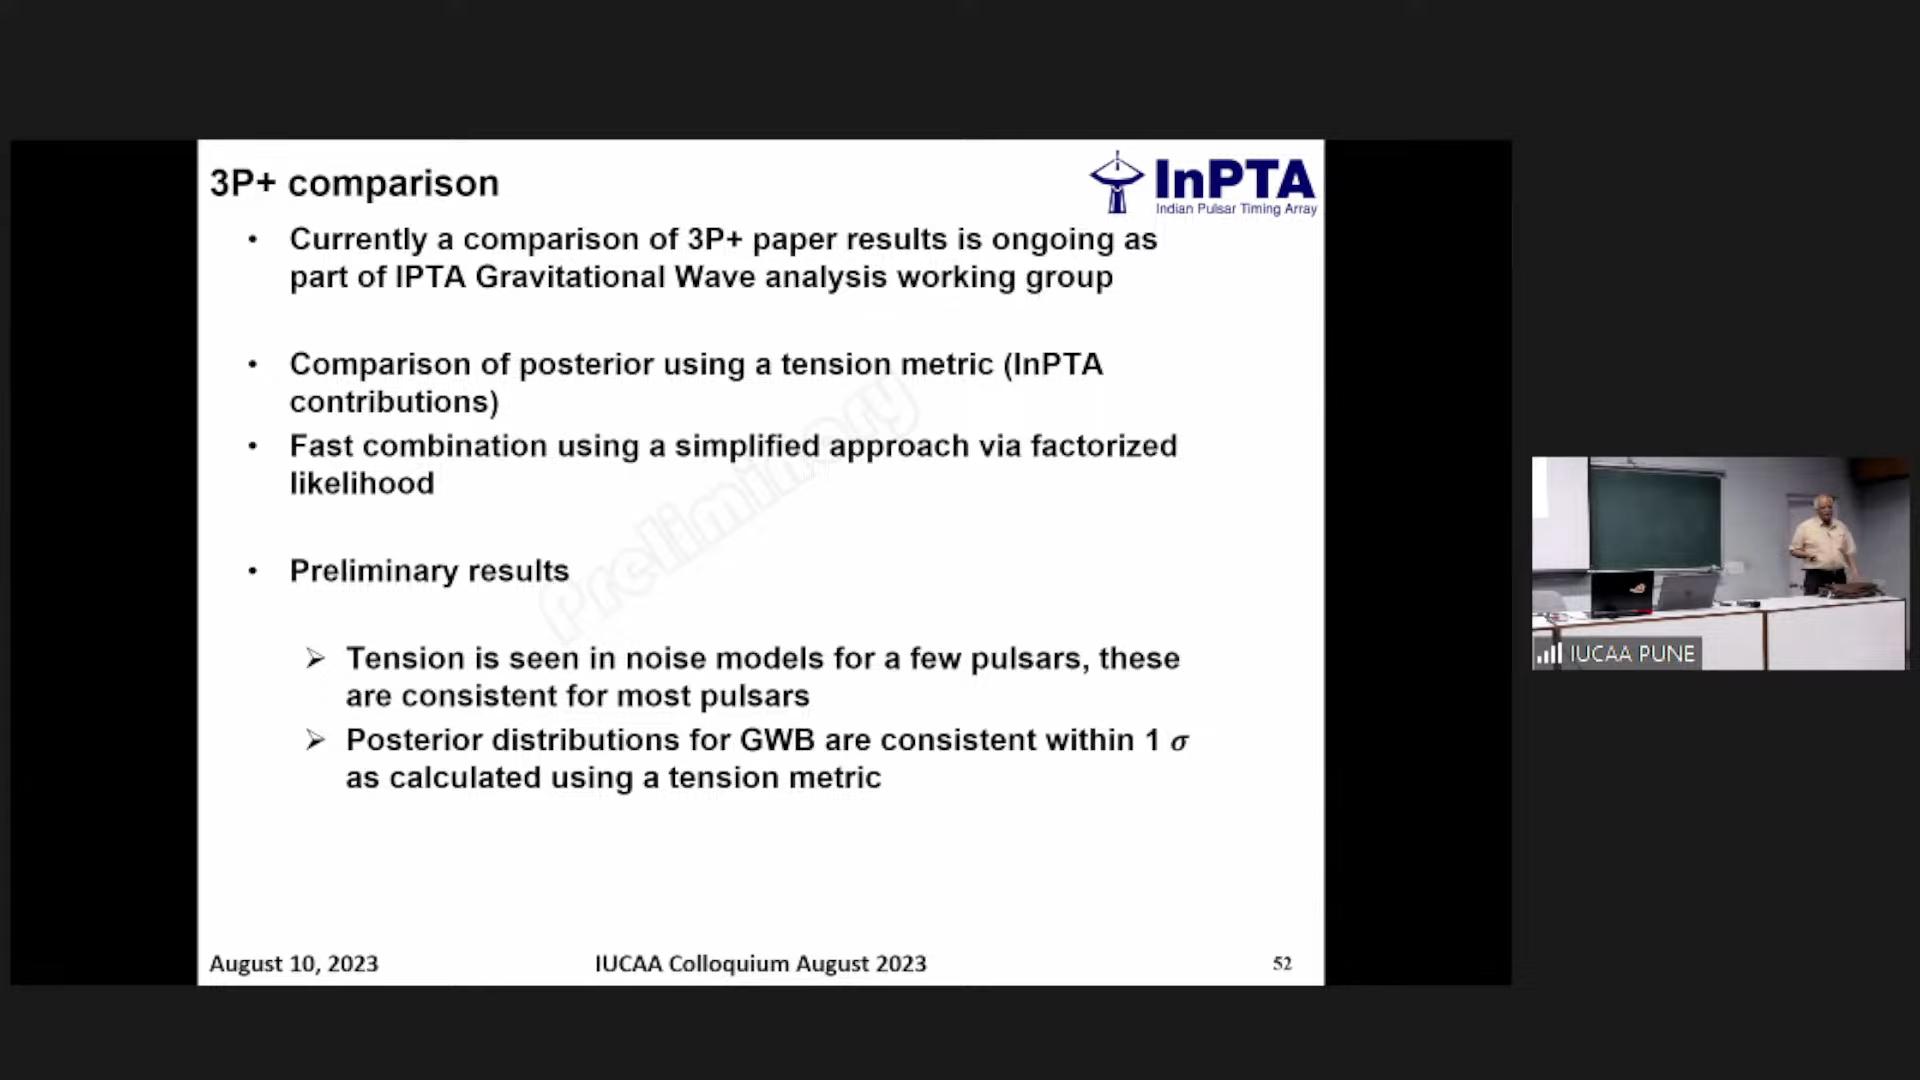 3P+ comparison
InPTA
Indian Pulsar Timing Array
• Currently a comparison of 3P+ paper results is ongoing as
part of IPTA Gravitational Wave analysis working group
• Comparison of posterior using a tension metric (InPTA
contributions)
• Fast combination using a simplified approach via factorized
likelihood
Preliminary
• Preliminary results
➢ Tension is seen in noise models for a few pulsars, these
are consistent for most pulsars
➢ Posterior distributions for GWB are consistent within 1 σ
as calculated using a tension metric
August 10, 2023
IUCAA Colloquium August 2023
52
IUCAA PUNE